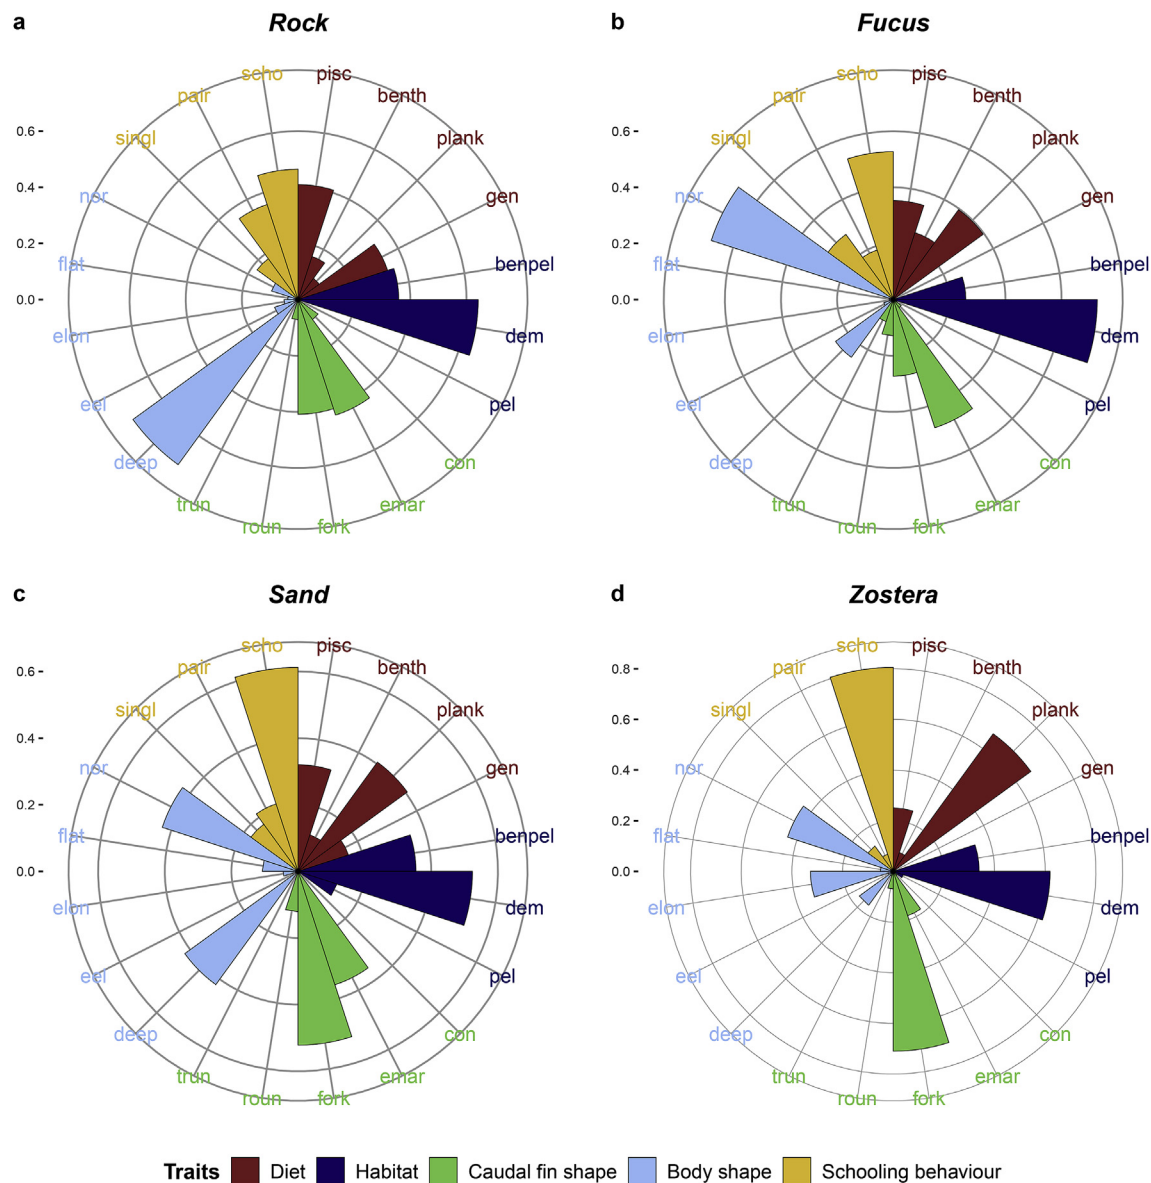 a Rock
scho pisc
pair benth
singl plank
nor gen
flat benpel
elon dem
eel pel
deep con
trun emar
roun fork
0.6
0.4
0.2
0.0
b Fucus
scho pisc
pair benth
singl plank
nor gen
flat benpel
elon dem
eel pel
deep con
trun emar
roun fork
0.6
0.4
0.2
0.0
c Sand
scho pisc
pair benth
singl plank
nor gen
flat benpel
elon dem
eel pel
deep con
trun emar
roun fork
0.6
0.4
0.2
0.0
d Zostera
scho pisc
pair benth
singl plank
nor gen
flat benpel
elon dem
eel pel
deep con
trun emar
roun fork
0.8
0.6
0.4
0.2
0.0
Traits Diet Habitat Caudal fin shape Body shape Schooling behaviour